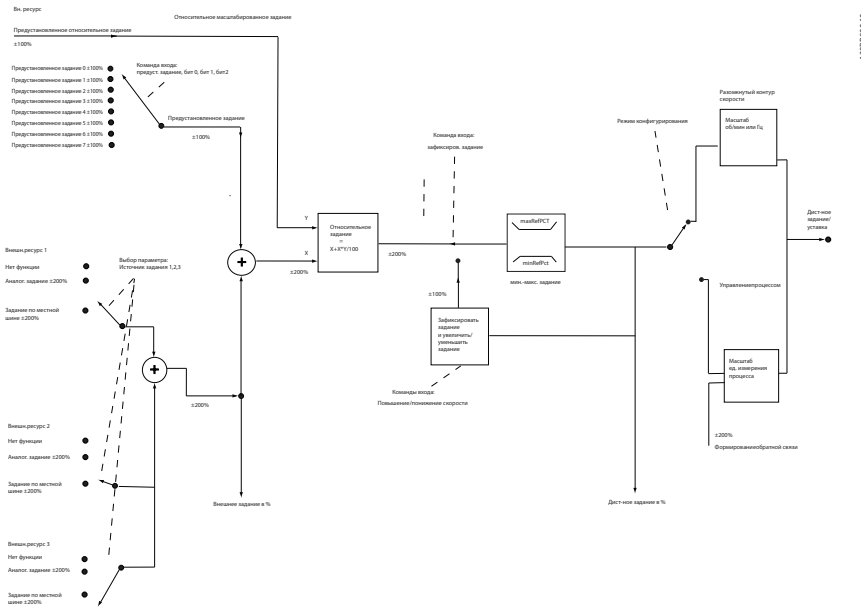 Вн. ресурс
Относительное масштабированное задание
Предустановленное относительное задание
±100%
Предустановленное задание 0 ±100%
Предустановленное задание 1 ±100%
Предустановленное задание 2 ±100%
Предустановленное задание 3 ±100%
Предустановленное задание 4 ±100%
Предустановленное задание 5 ±100%
Предустановленное задание 6 ±100%
Предустановленное задание 7 ±100%
Команда входа:
предуст. задание, бит 0, бит 1, бит2
Предустановленное задание
±100%
Y
X
±200%
Относительное
задание
=
X+X*Y/100
±200%
Команда входа:
зафиксиров. задание
maxRefPCT
minRefPct
мин.-макс. задание
±100%
Зафиксировать
задание
и увеличить/
уменьшить
задание
Команды входа:
Повышение/понижение скорости
Режим конфигурирования
Разомкнутый контур
скорости
Масштаб
об/мин или Гц
Дист-ное
задание/
уставка
Управлениепроцессом
Масштаб
ед. измерения
процесса
±200%
Формированиеобратной связи
Дист-ное задание в %
Внешн.ресурс 1
Нет функции
Аналог. задание ±200%
Задание по местной
шине ±200%
Выбор параметра:
Источник задания 1,2,3
+
+
±200%
Внешнее задание в %
Внешн.ресурс 2
Нет функции
Аналог. задание ±200%
Задание по местной
шине ±200%
Внешн.ресурс 3
Нет функции
Аналог. задание ±200%
Задание по местной
шине ±200%